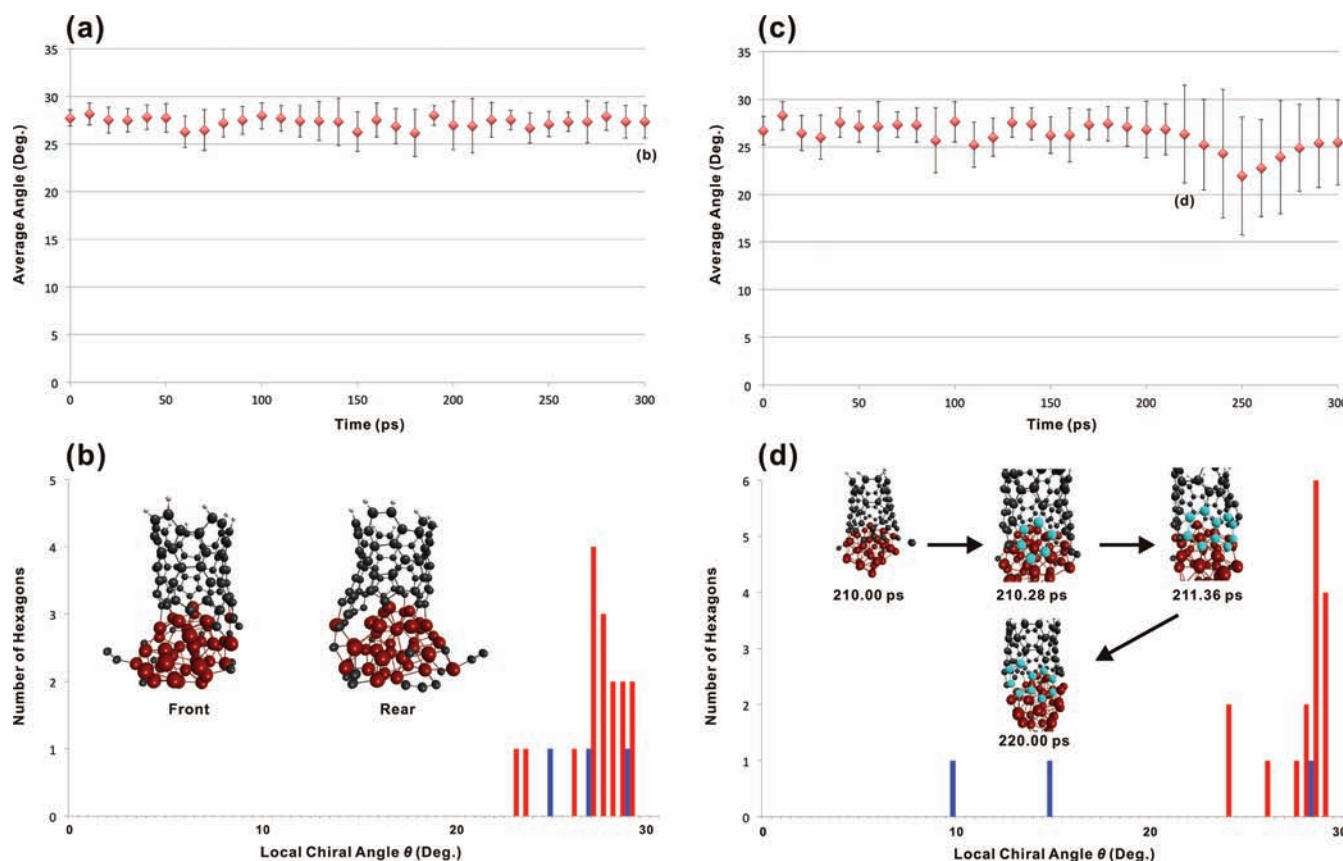 (a)
35
30
25
20
15
10
5
0
Average Angle (Deg.)
(b)
0
50
100
150
200
250
300
Time (ps)
(c)
35
30
25
20
15
10
5
0
Average Angle (Deg.)
(d)
0
50
100
150
200
250
300
Time (ps)
(b)
5
4
3
2
1
0
Number of Hexagons
Front
Rear
0
10
20
30
Local Chiral Angle θ (Deg.)
(d)
6
5
4
3
2
1
0
Number of Hexagons
210.00 ps
210.28 ps
211.36 ps
220.00 ps
0
10
20
30
Local Chiral Angle θ (Deg.)